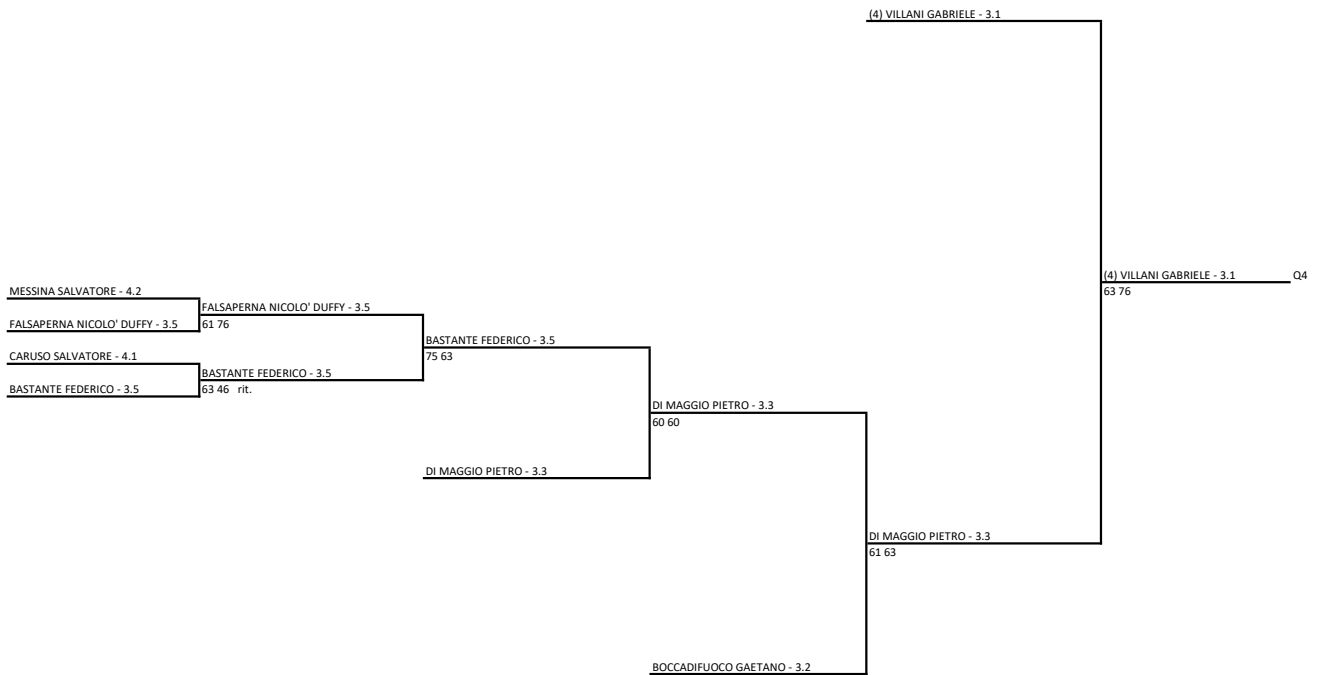 (4) VILLANI GABRIELE - 3.1
(4) VILLANI GABRIELE - 3.1 Q4
63 76
MESSINA SALVATORE - 4.2
FALSAPERNA NICOLO' DUFFY - 3.5
FALSAPERNA NICOLO' DUFFY - 3.5
61 76
BASTANTE FEDERICO - 3.5
75 63
CARUSO SALVATORE - 4.1
BASTANTE FEDERICO - 3.5
BASTANTE FEDERICO - 3.5
63 46 rit.
DI MAGGIO PIETRO - 3.3
60 60
DI MAGGIO PIETRO - 3.3
DI MAGGIO PIETRO - 3.3
61 63
BOCCADIFUOCO GAETANO - 3.2